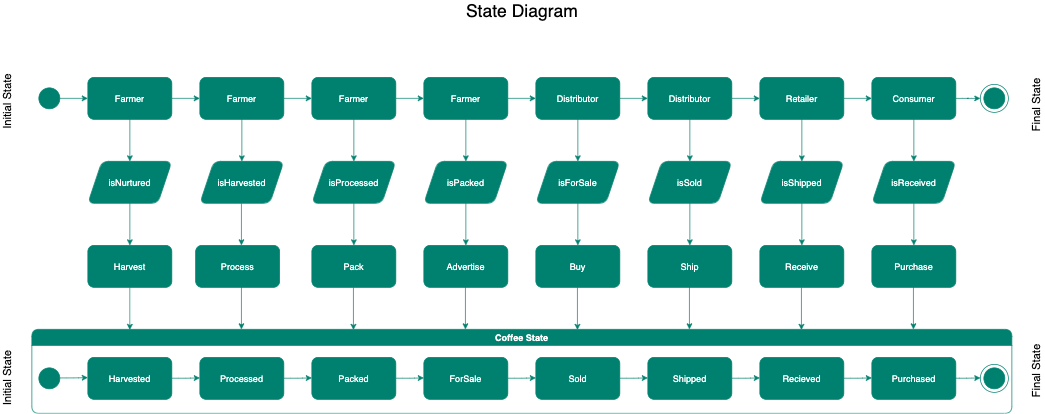 State Diagram
Initial State
Farmer
Farmer
Farmer
Farmer
Distributor
Distributor
Retailer
Consumer
Final State
isNurtured
isHarvested
isProcessed
isPacked
isForSale
isSold
isShipped
isReceived
Harvest
Process
Pack
Advertise
Buy
Ship
Receive
Purchase
Coffee State
Initial State
Harvested
Processed
Packed
ForSale
Sold
Shipped
Recieved
Purchased
Final State